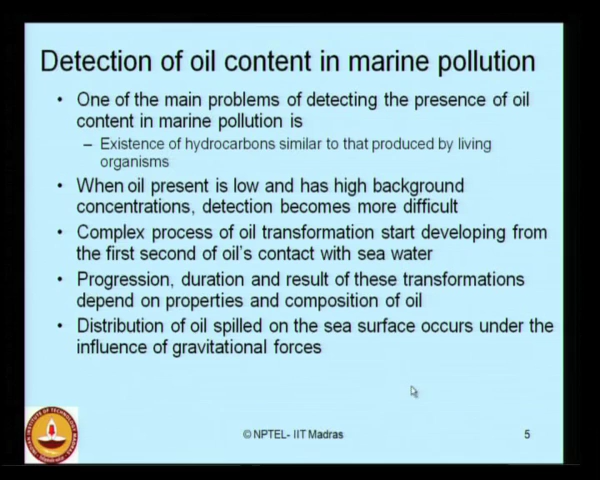 Detection of oil content in marine pollution
• One of the main problems of detecting the presence of oil
content in marine pollution is
– Existence of hydrocarbons similar to that produced by living
organisms
• When oil present is low and has high background
concentrations, detection becomes more difficult
• Complex process of oil transformation start developing from
the first second of oil's contact with sea water
• Progression, duration and result of these transformations
depend on properties and composition of oil
• Distribution of oil spilled on the sea surface occurs under the
influence of gravitational forces
© NPTEL- IIT Madras
5